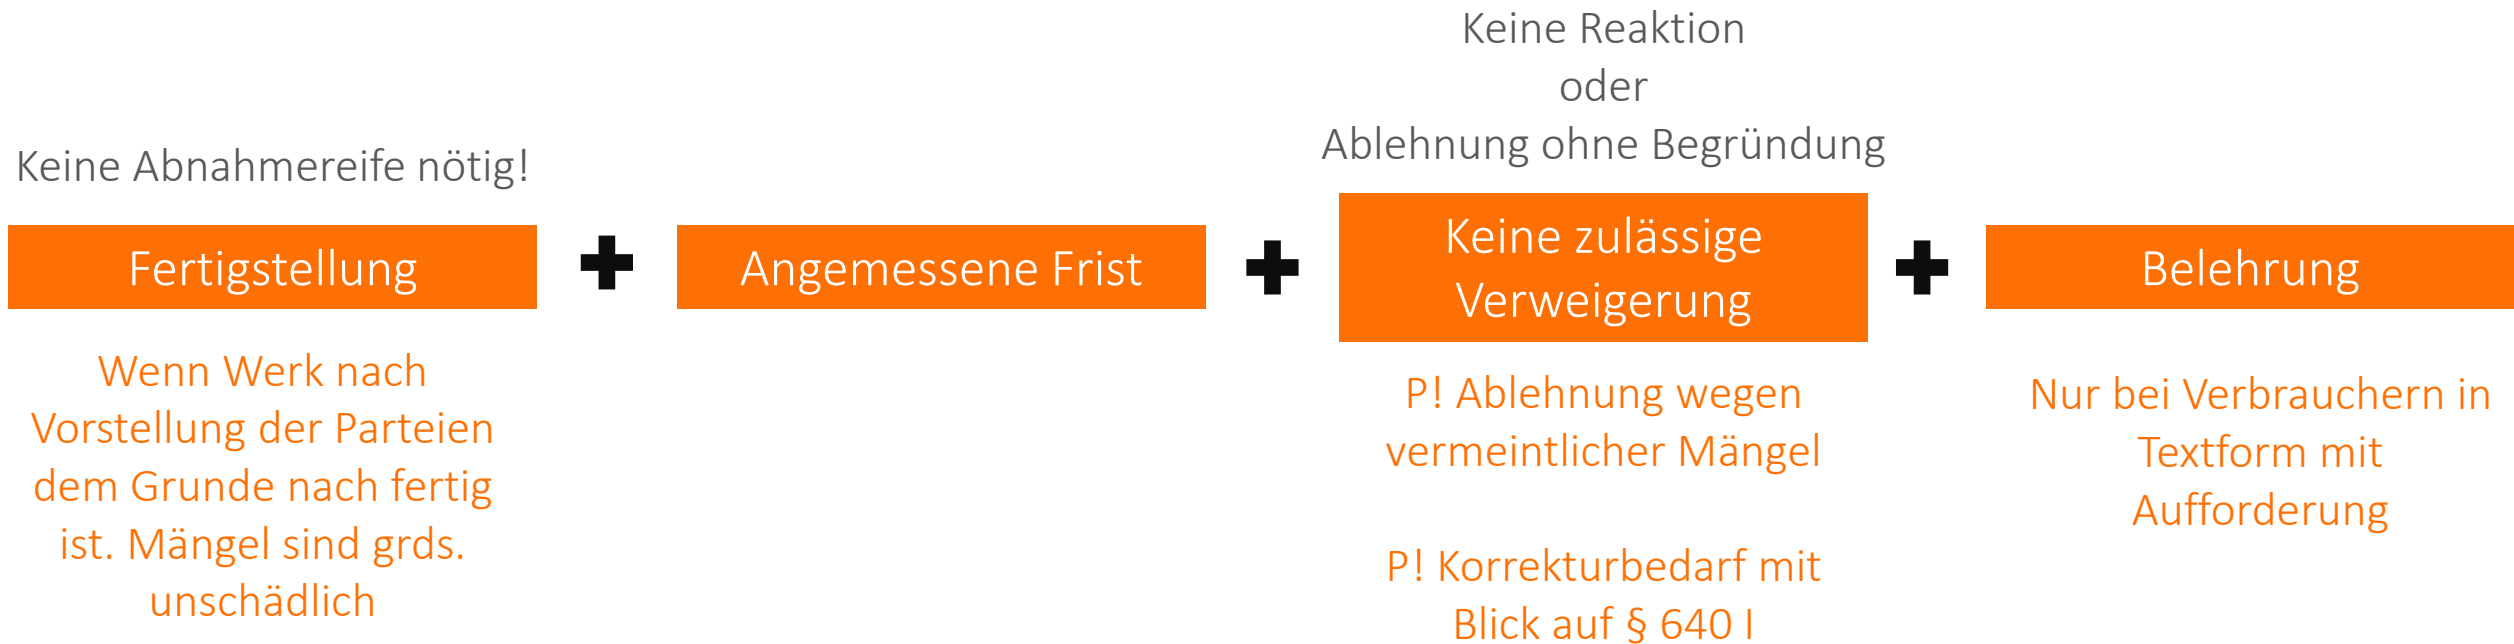 Keine Abnahmereife nötig!
Fertigstellung
Wenn Werk nach
Vorstellung der Parteien
dem Grunde nach fertig
ist. Mängel sind grds.
unschädlich
Angemessene Frist
Keine Reaktion
oder
Ablehnung ohne Begründung
Keine zulässige
Verweigerung
P! Ablehnung wegen
vermeintlicher Mängel
P! Korrekturbedarf mit
Blick auf § 640 I
Belehrung
Nur bei Verbrauchern in
Textform mit
Aufforderung